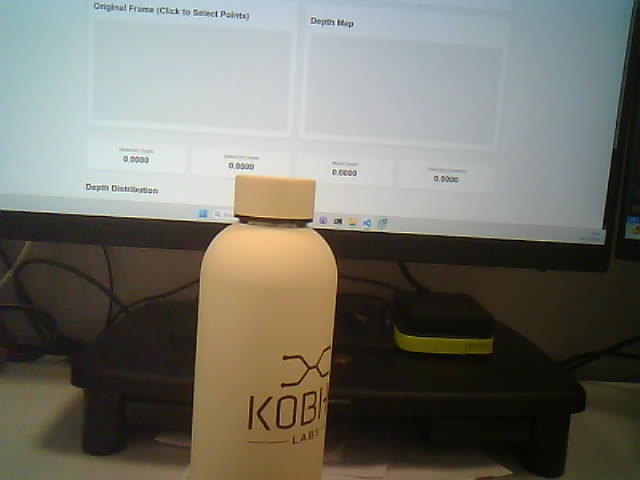 Original Frame (Click to Select Points)
Depth Map
0.0000
0.0000
0.0000
0.0000
Depth Distribution
KOBI
LABS